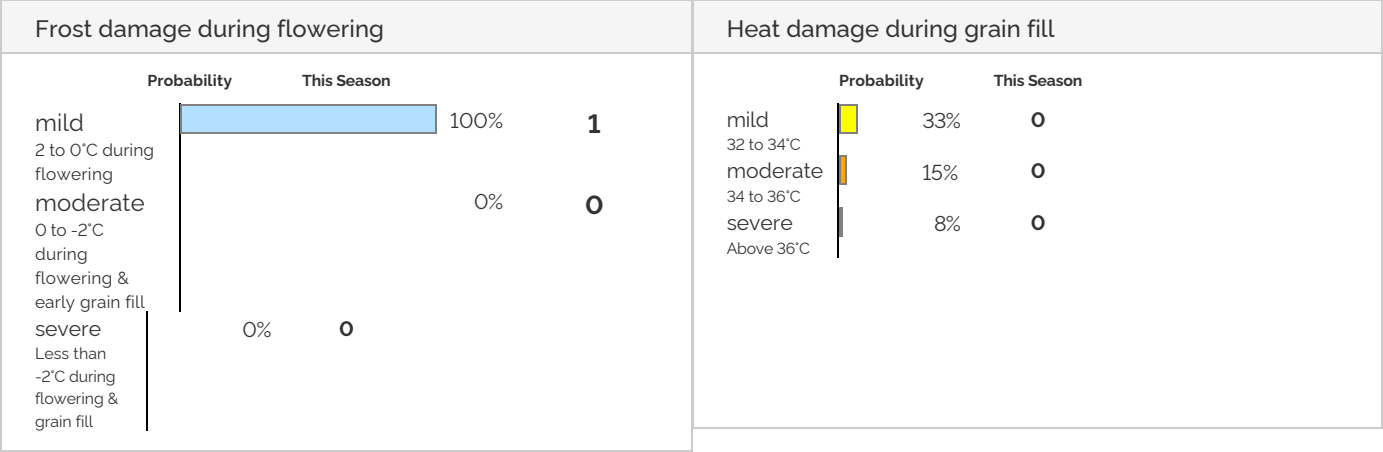 Frost damage during flowering
Probability This Season
mild 100% 1
2 to 0°C during
flowering
moderate 0% 0
0 to -2°C
during
flowering &
early grain fill
severe 0% 0
Less than
-2°C during
flowering &
grain fill
Heat damage during grain fill
Probability This Season
mild 33% 0
32 to 34°C
moderate 15% 0
34 to 36°C
severe 8% 0
Above 36°C